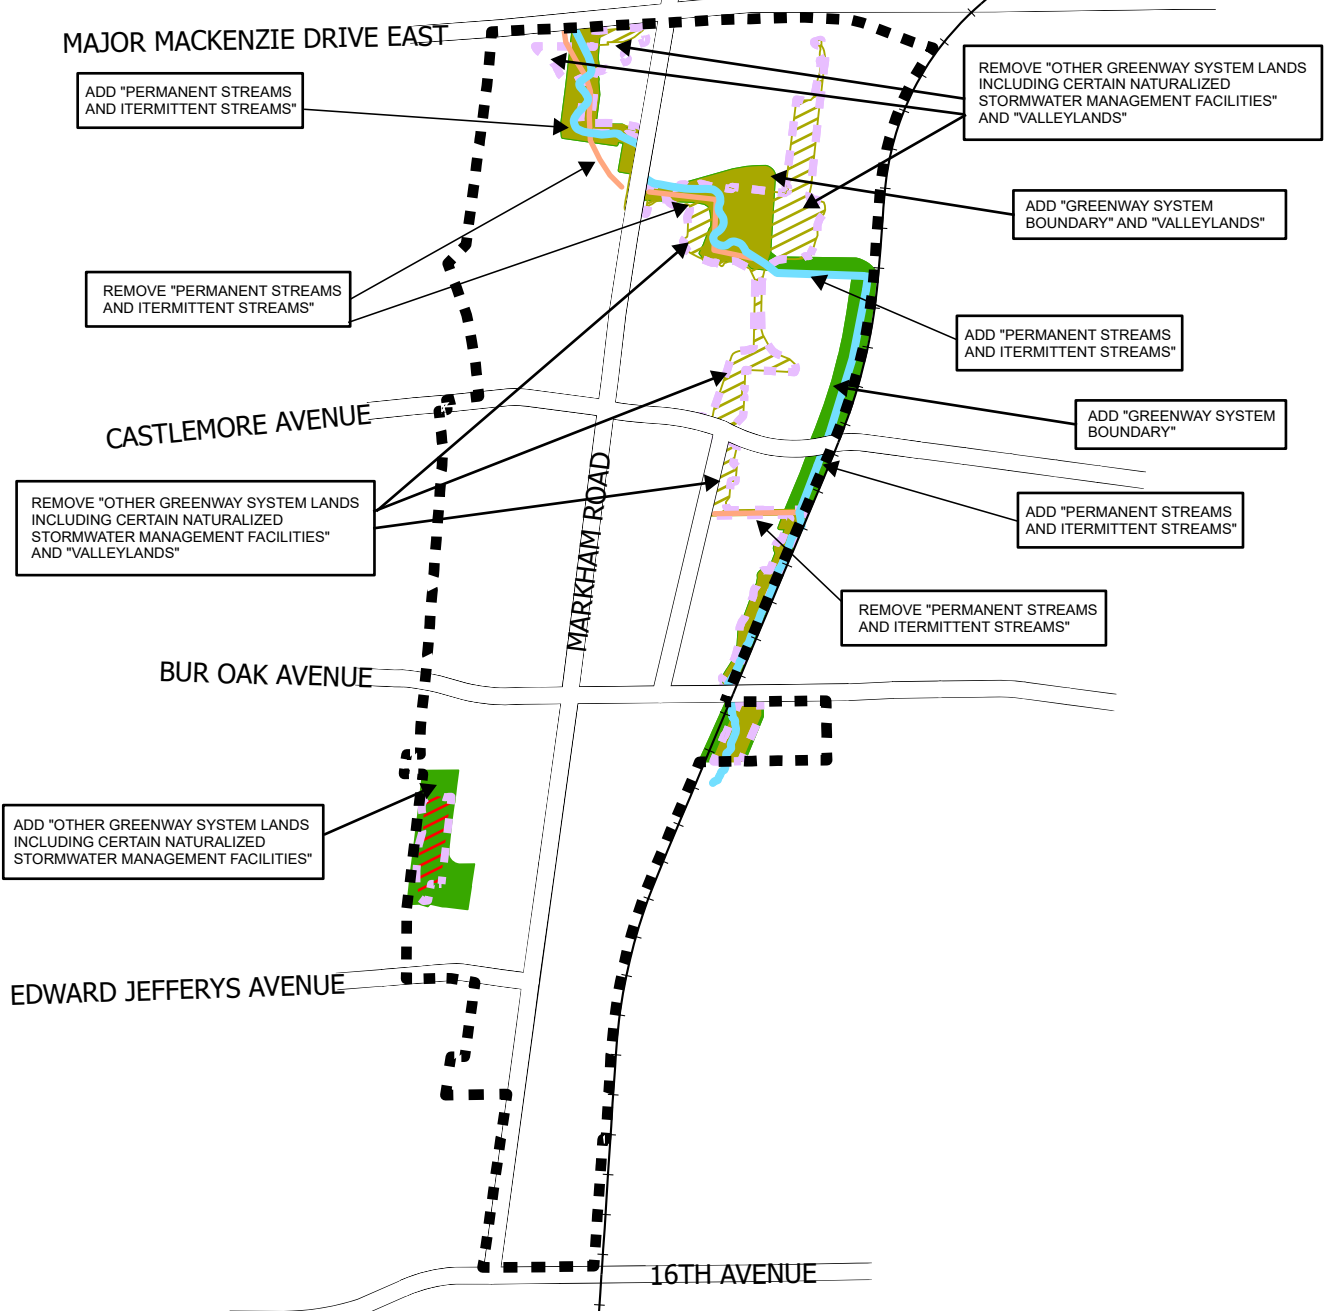 MAJOR MACKENZIE DRIVE EAST
REMOVE "OTHER GREENWAY SYSTEM LANDS
INCLUDING CERTAIN NATURALIZED
STORMWATER MANAGEMENT FACILITIES"
AND "VALLEYLANDS"
ADD "PERMANENT STREAMS
AND ITERMITTENT STREAMS"
ADD "GREENWAY SYSTEM
BOUNDARY" AND "VALLEYLANDS"
REMOVE "PERMANENT STREAMS
AND ITERMITTENT STREAMS"
ADD "PERMANENT STREAMS
AND ITERMITTENT STREAMS"
CASTLEMORE AVENUE
ADD "GREENWAY SYSTEM
BOUNDARY"
REMOVE "OTHER GREENWAY SYSTEM LANDS
INCLUDING CERTAIN NATURALIZED
STORMWATER MANAGEMENT FACILITIES"
AND "VALLEYLANDS"
MARKHAM ROAD
ADD "PERMANENT STREAMS
AND ITERMITTENT STREAMS"
REMOVE "PERMANENT STREAMS
AND ITERMITTENT STREAMS"
BUR OAK AVENUE
ADD "OTHER GREENWAY SYSTEM LANDS
INCLUDING CERTAIN NATURALIZED
STORMWATER MANAGEMENT FACILITIES"
EDWARD JEFFERYS AVENUE
16TH AVENUE